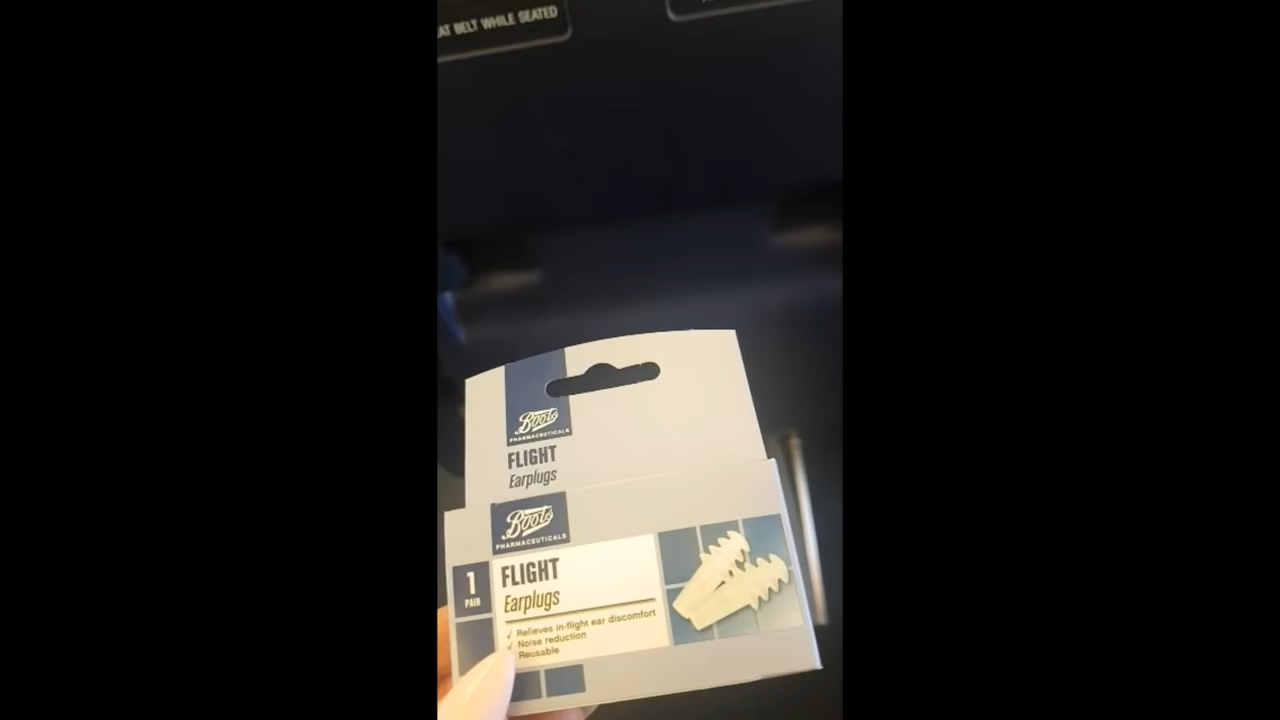 AT BELT WHILE SEATED
Boots
PHARMACEUTICALS
FLIGHT
Earplugs
Boots
PHARMACEUTICALS
1
PAIR
FLIGHT
Earplugs
✓ Relieves in-flight ear discomfort
✓ Noise reduction
✓ Reusable